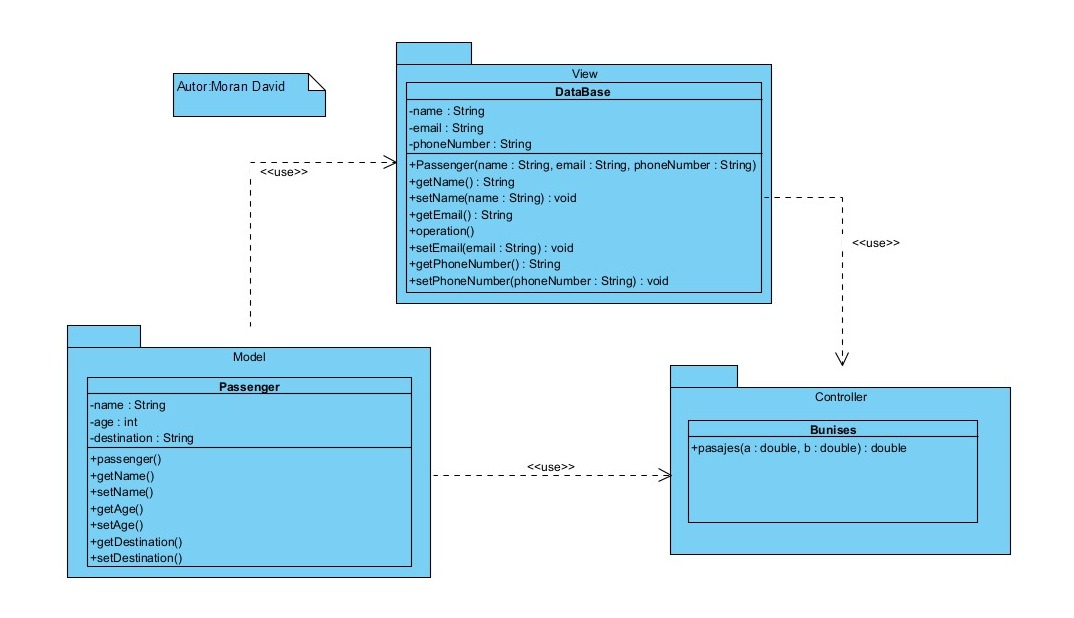 Autor:Moran David
View
DataBase
-name : String
-email : String
-phoneNumber : String
+Passenger(name : String, email : String, phoneNumber : String)
+getName() : String
+setName(name : String) : void
+getEmail() : String
+operation()
+setEmail(email : String) : void
+getPhoneNumber() : String
+setPhoneNumber(phoneNumber : String) : void
<<use>>
<<use>>
Model
Passenger
-name : String
-age : int
-destination : String
+passenger()
+getName()
+setName()
+getAge()
+setAge()
+getDestination()
+setDestination()
<<use>>
Controller
Bunises
+pasajes(a : double, b : double) : double